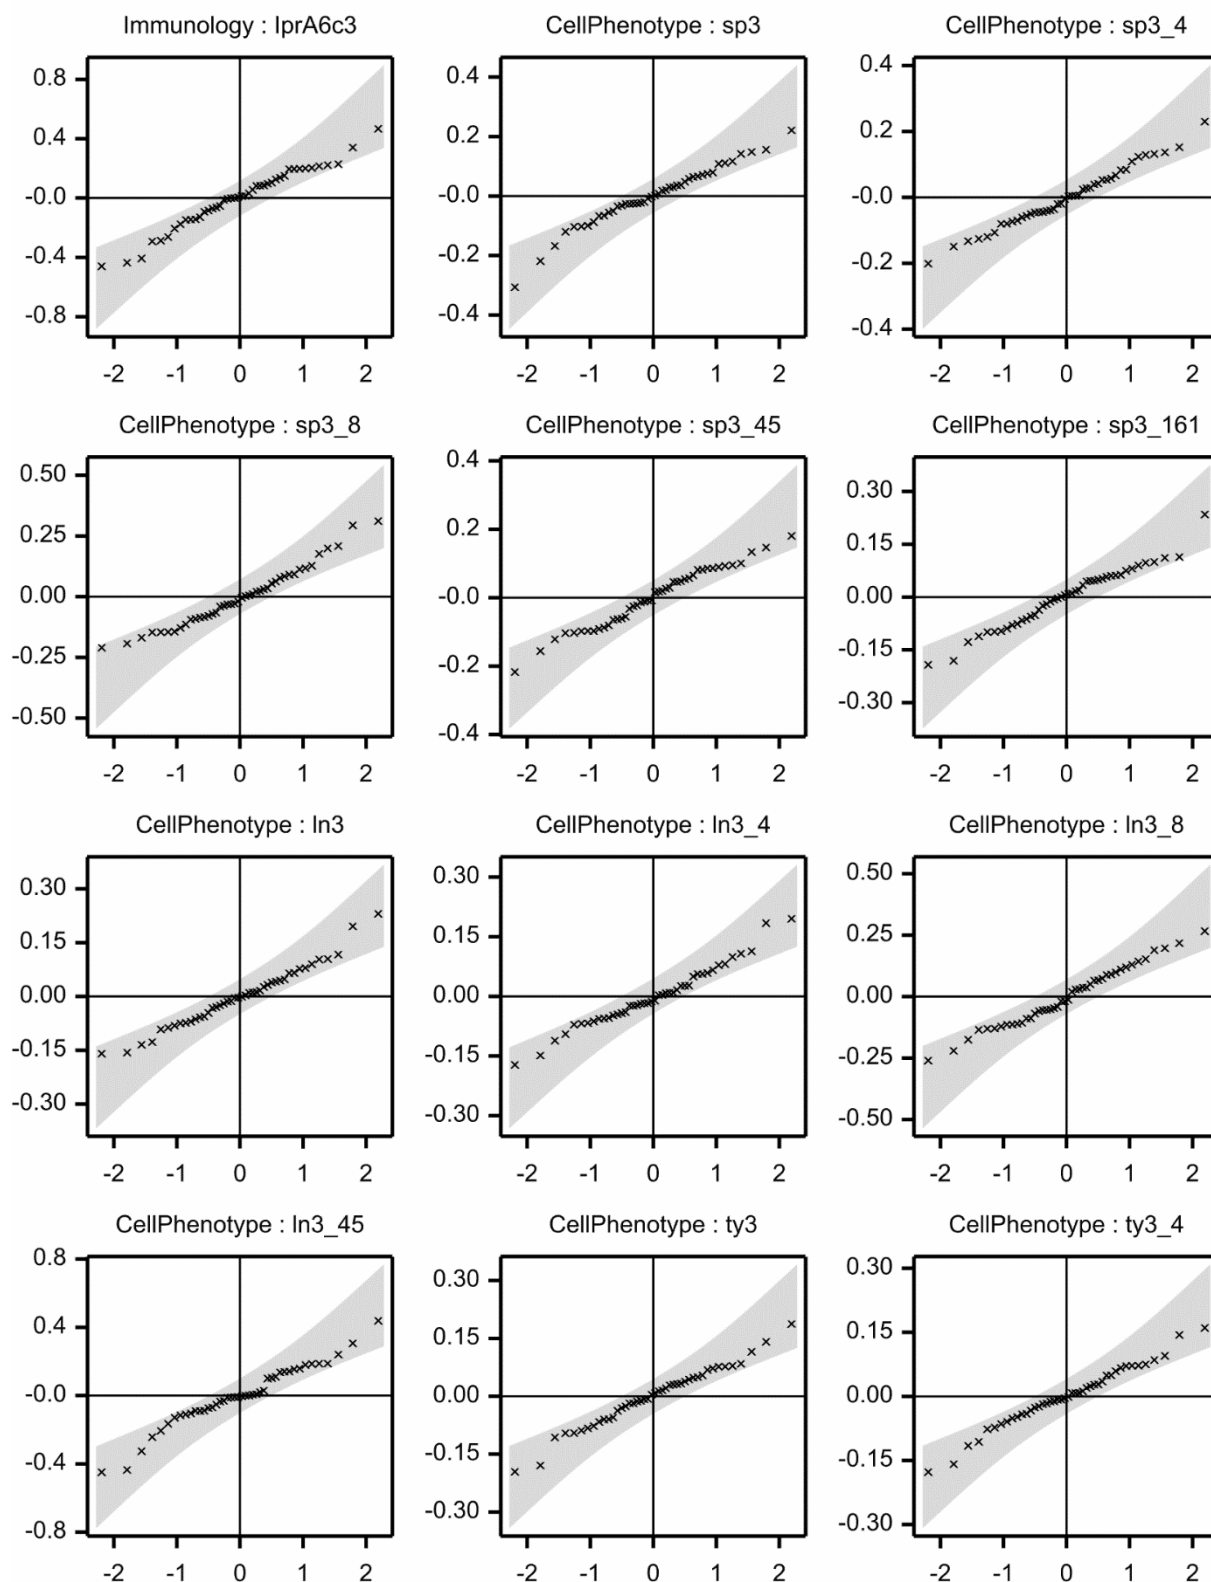 Immunology : lprA6c3
0.8
0.4
-0.0
-0.4
-0.8
-2 -1 0 1 2
CellPhenotype : sp3
0.4
0.2
-0.0
-0.2
-0.4
-2 -1 0 1 2
CellPhenotype : sp3_4
0.4
0.2
0.0
-0.2
-0.4
-2 -1 0 1 2
CellPhenotype : sp3_8
0.50
0.25
0.00
-0.25
-0.50
-2 -1 0 1 2
CellPhenotype : sp3_45
0.4
0.2
-0.0
-0.2
-0.4
-2 -1 0 1 2
CellPhenotype : sp3_161
0.30
0.15
0.00
-0.15
-0.30
-2 -1 0 1 2
CellPhenotype : ln3
0.30
0.15
0.00
-0.15
-0.30
-2 -1 0 1 2
CellPhenotype : ln3_4
0.30
0.15
0.00
-0.15
-0.30
-2 -1 0 1 2
CellPhenotype : ln3_8
0.50
0.25
0.00
-0.25
-0.50
-2 -1 0 1 2
CellPhenotype : ln3_45
0.8
0.4
-0.0
-0.4
-0.8
-2 -1 0 1 2
CellPhenotype : ty3
0.30
0.15
0.00
-0.15
-0.30
-2 -1 0 1 2
CellPhenotype : ty3_4
0.30
0.15
0.00
-0.15
-0.30
-2 -1 0 1 2